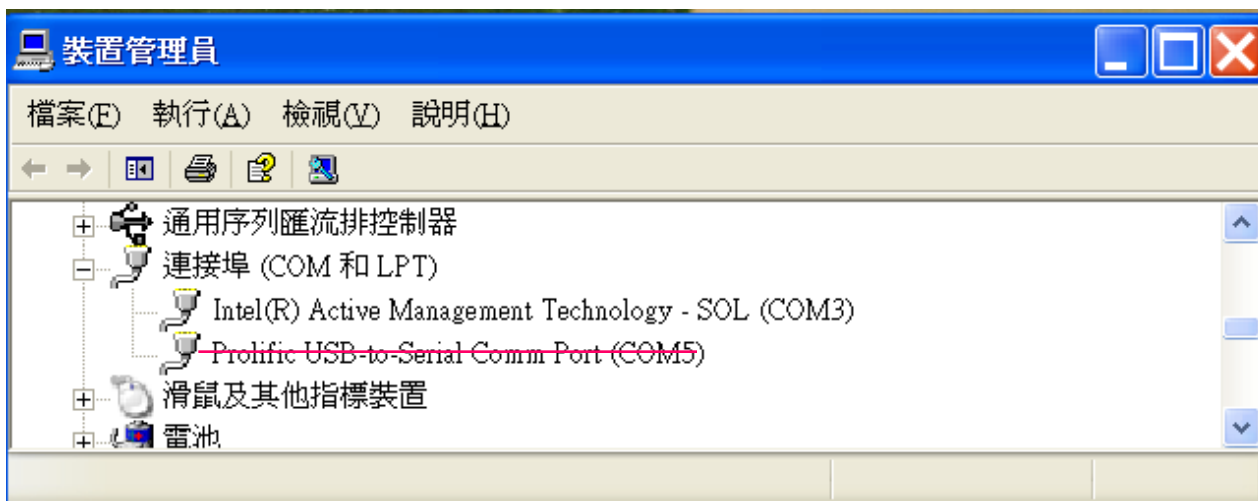 裝置管理員
檔案(F) 執行(A) 檢視(V) 說明(H)
通用序列匯流排控制器
連接埠 (COM 和 LPT)
Intel(R) Active Management Technology - SOL (COM3)
Prolific USB-to-Serial Comm Port (COM5)
滑鼠及其他指標裝置
電池